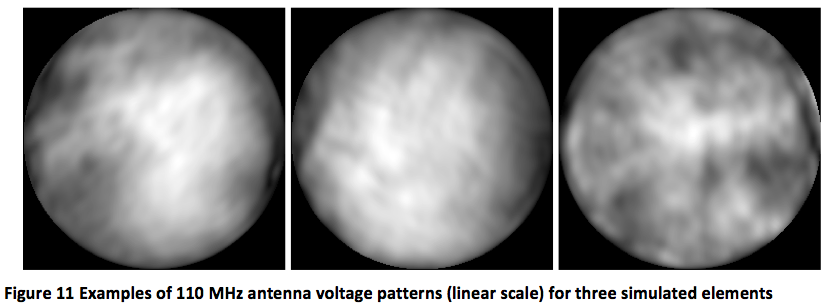 Figure 11 Examples of 110 MHz antenna voltage patterns (linear scale) for three simulated elements